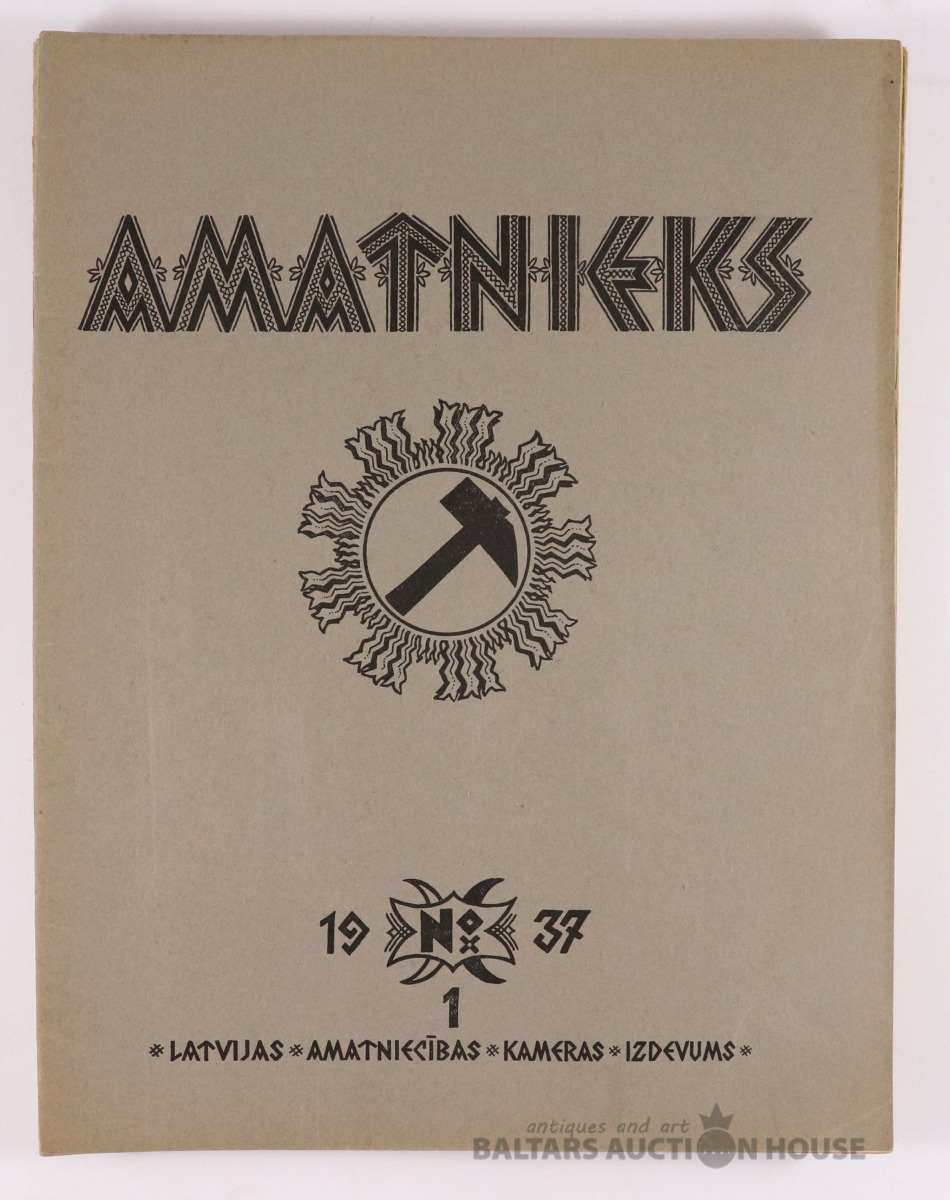 AMATNIEKS
19 No 37
1
LATVIJAS AMATNIECĪBAS KAMERAS IZDEVUMS
antiques and art
BALTARS AUCTION HOUSE